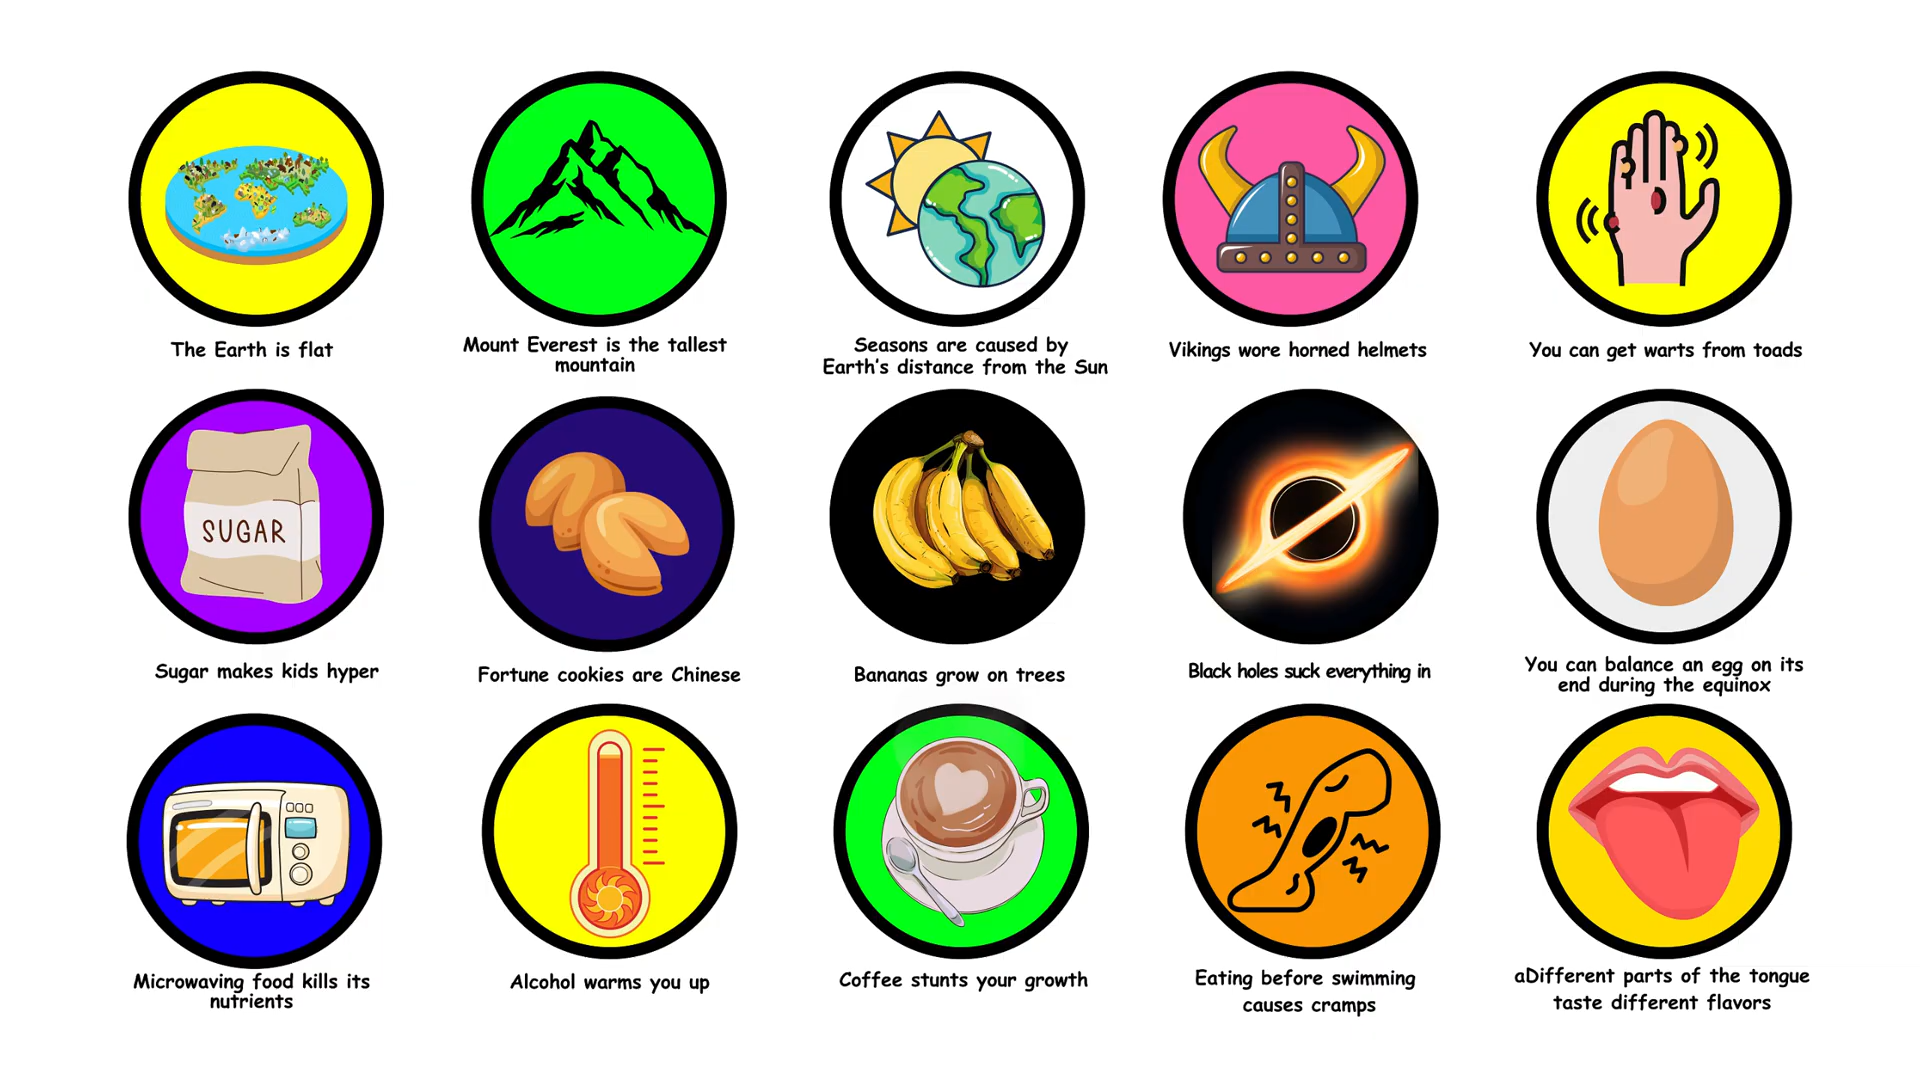 The Earth is flat
Mount Everest is the tallest
mountain
Seasons are caused by
Earth's distance from the Sun
Vikings wore horned helmets
You can get warts from toads
SUGAR
Sugar makes kids hyper
Fortune cookies are Chinese
Bananas grow on trees
Black holes suck everything in
You can balance an egg on its
end during the equinox
Microwaving food kills its
nutrients
Alcohol warms you up
Coffee stunts your growth
Eating before swimming
causes cramps
aDifferent parts of the tongue
taste different flavors